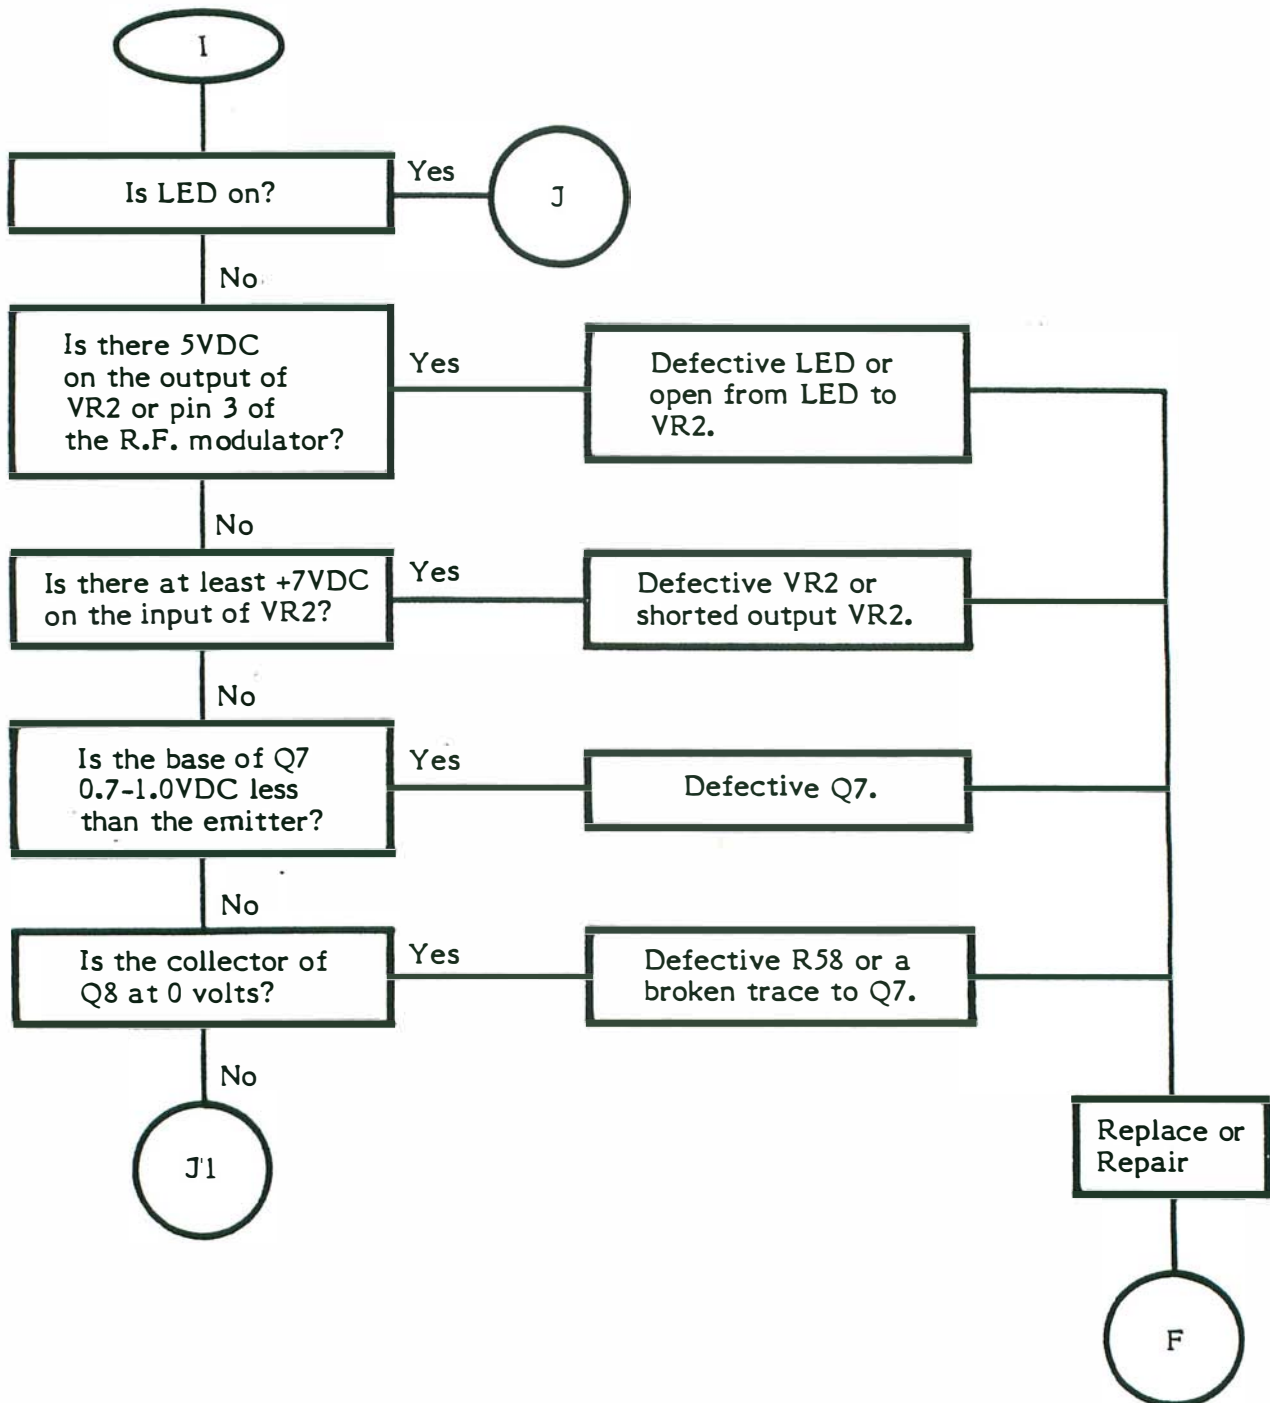 I
Is LED on?
Yes
J
No
Is there 5VDC
on the output of
VR2 or pin 3 of
the R.F. modulator?
Yes
Defective LED or
open from LED to
VR2.
No
Is there at least +7VDC
on the input of VR2?
Yes
Defective VR2 or
shorted output VR2.
No
Is the base of Q7
0.7-1.0VDC less
than the emitter?
Yes
Defective Q7.
No
Is the collector of
Q8 at 0 volts?
Yes
Defective R58 or a
broken trace to Q7.
No
J1
Replace or
Repair
F